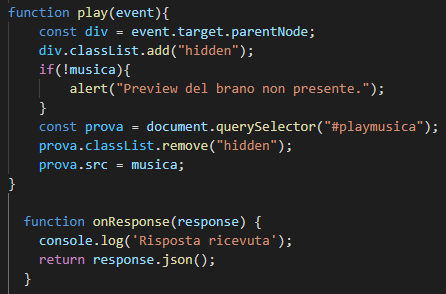 function play(event){
    const div = event.target.parentNode;
    div.classList.add("hidden");
    if(!musica){
        alert("Preview del brano non presente.");
    }
    const prova = document.querySelector("#playmusica");
    prova.classList.remove("hidden");
    prova.src = musica;
}
function onResponse(response) {
    console.log('Risposta ricevuta');
    return response.json();
}